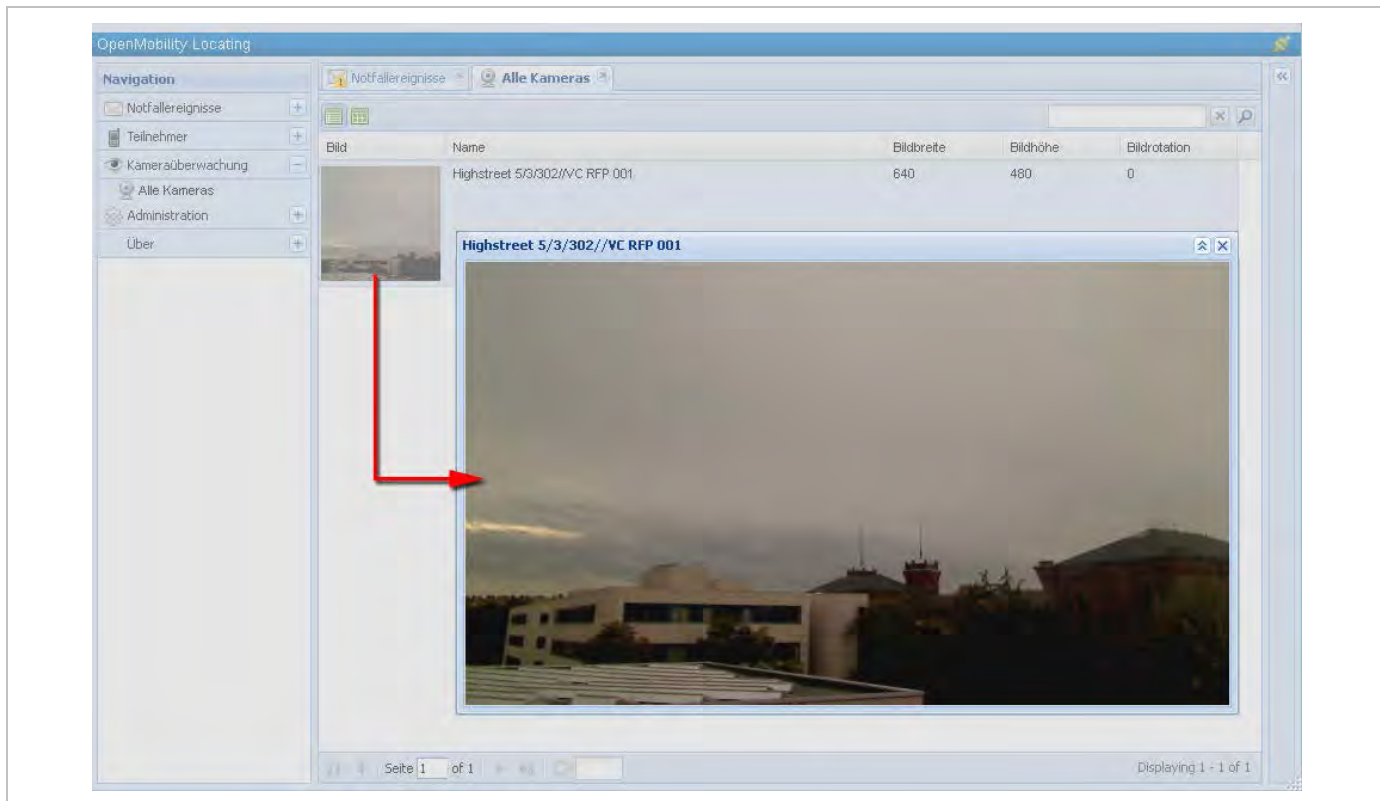 OpenMobility Locating
Navigation
Notfallereignisse
Teilnehmer
Kameraüberwachung
Alle Kameras
Administration
Über
Notfallereignisse
Alle Kameras
Bild Name Bildbreite Bildhöhe Bildrotation
Highstreet 5/3/302//VC RFP 001 640 480 0
Highstreet 5/3/302//VC RFP 001
Seite 1 of 1
Displaying 1 - 1 of 1